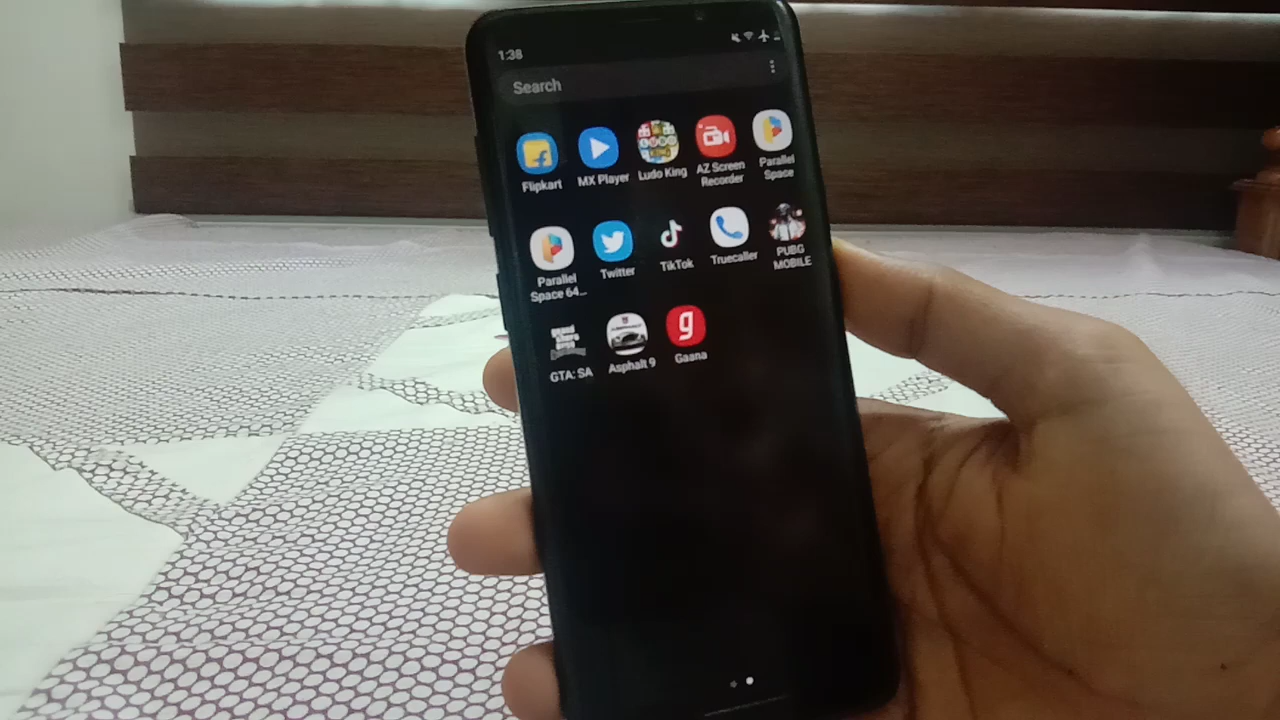 1:38
Search
Flipkart
MX Player
Ludo King
AZ Screen
Recorder
Parallel
Space
Parallel
Space 64...
Twitter
TikTok
Truecaller
PUBG
MOBILE
GTA: SA
Asphalt 9
Gaana